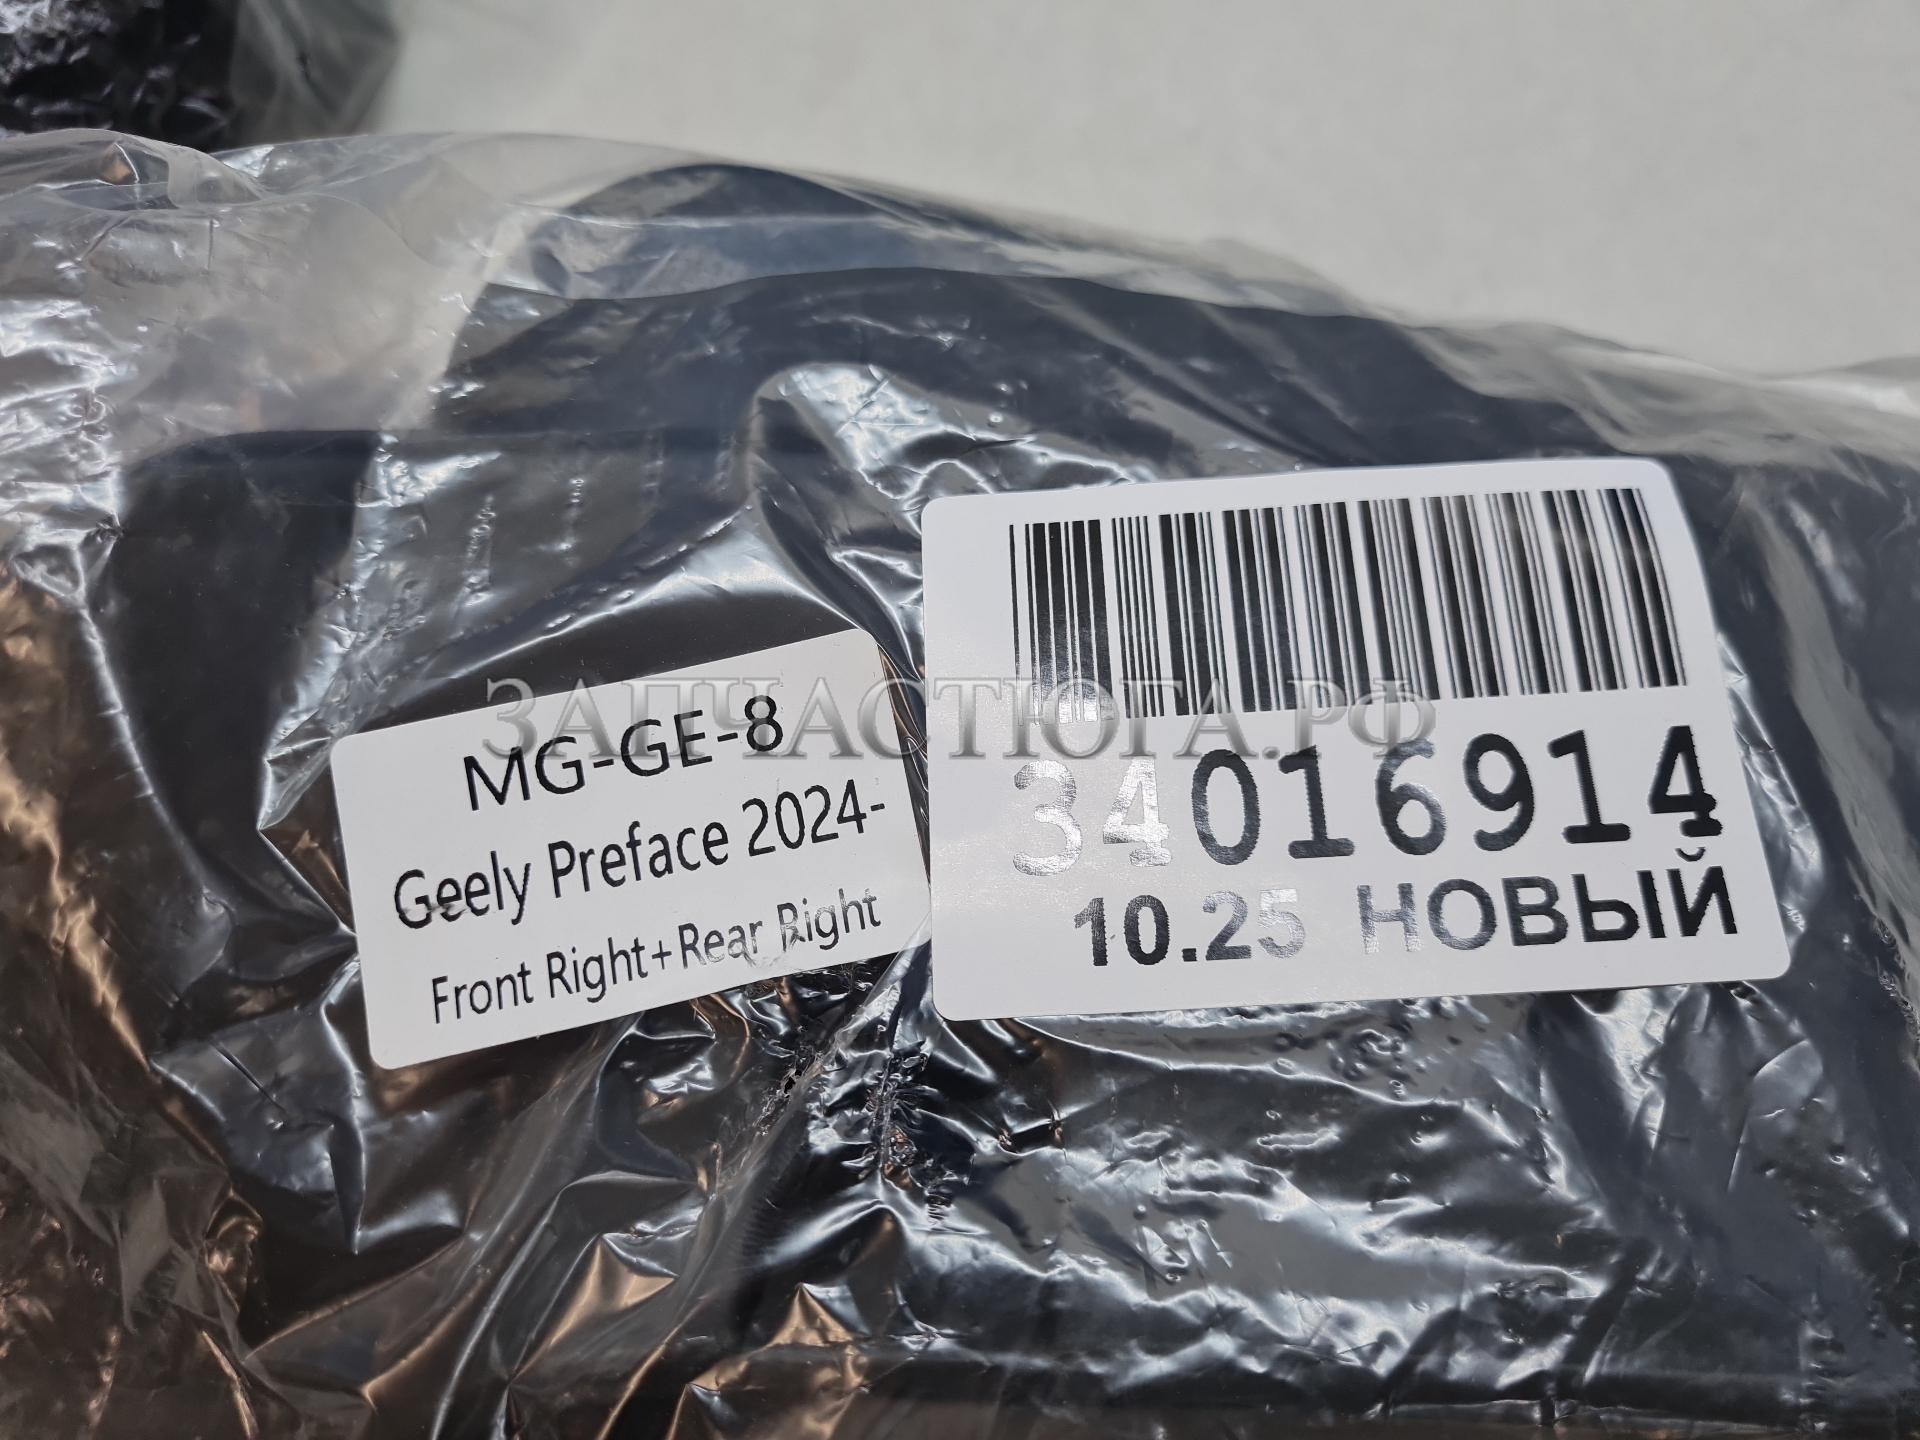 MG-GE-8
Geely Preface 2024-
Front Right+Rear Right
34016914
10.25 НОВЫЙ
ЗАПЧАСТЮГА.РФ